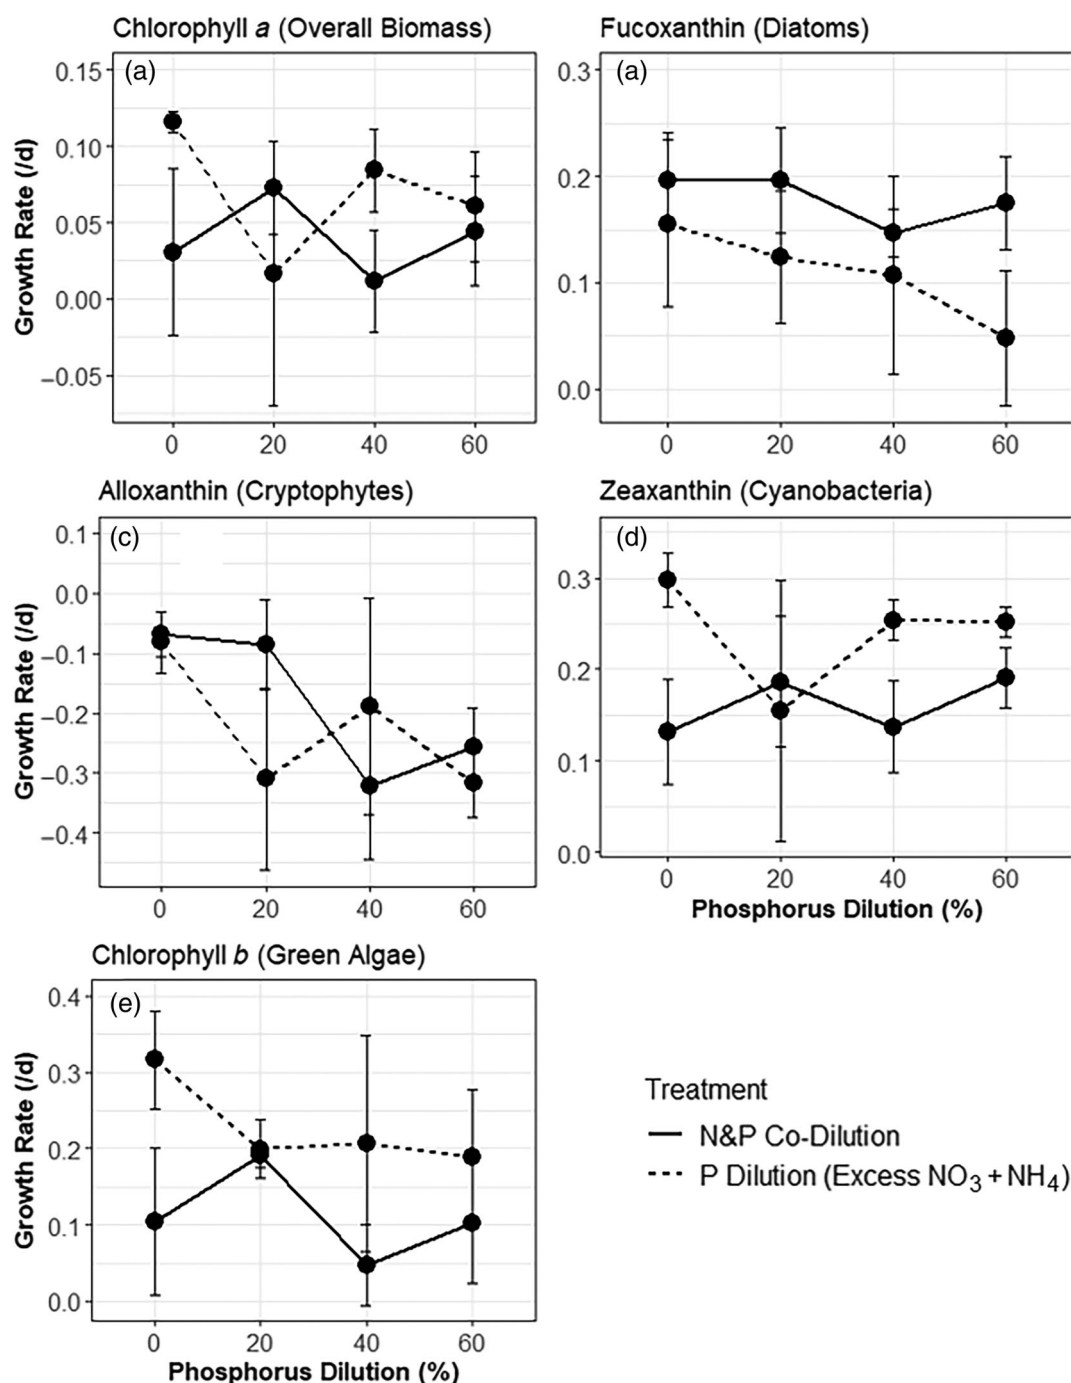 Chlorophyll a (Overall Biomass)
(a)
Growth Rate (/d)
0.15
0.10
0.05
0.00
−0.05
0 20 40 60
Fucoxanthin (Diatoms)
(a)
0.3
0.2
0.1
0.0
0 20 40 60
Alloxanthin (Cryptophytes)
(c)
Growth Rate (/d)
0.1
0.0
−0.1
−0.2
−0.3
−0.4
0 20 40 60
Zeaxanthin (Cyanobacteria)
(d)
0.3
0.2
0.1
0.0
0 20 40 60
Phosphorus Dilution (%)
Chlorophyll b (Green Algae)
(e)
Growth Rate (/d)
0.4
0.3
0.2
0.1
0.0
0 20 40 60
Phosphorus Dilution (%)
Treatment
N&P Co-Dilution
P Dilution (Excess NO₃ + NH₄)